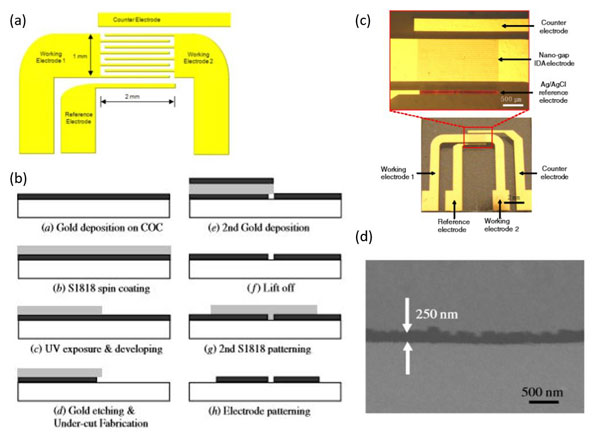 (a)
Counter Electrode
Working
Electrode 1
1 mm
Working
Electrode 2
2 mm
Reference
Electrode
(b)
(a) Gold deposition on COC
(b) S1818 spin coating
(c) UV exposure & developing
(d) Gold etching &
Under-cut Fabrication
(e) 2nd Gold deposition
(f) Lift off
(g) 2nd S1818 patterning
(h) Electrode patterning
(c)
Counter
electrode
Nano-gap
IDA electrode
Ag/AgCl
reference
electrode
500 μm
Working
electrode 1
Counter
electrode
Reference
electrode
Working
electrode 2
(d)
250 nm
500 nm